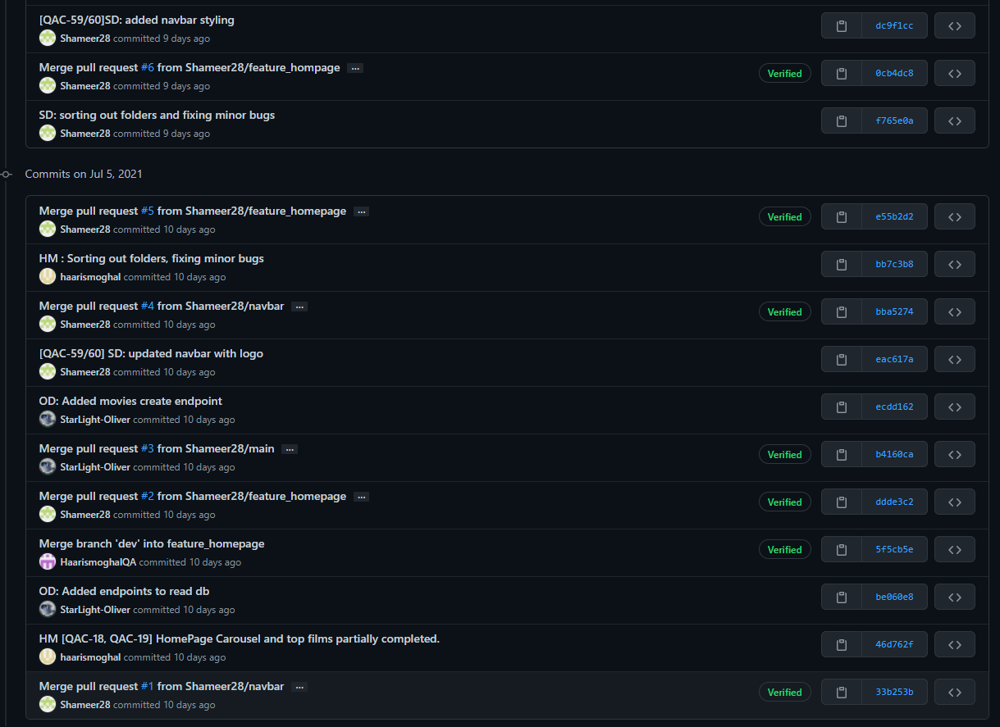 [QAC-59/60]SD: added navbar styling
Shameer28 committed 9 days ago
dc9f1cc
Merge pull request #6 from Shameer28/feature_hompage ...
Shameer28 committed 9 days ago
Verified
0cb4dc8
SD: sorting out folders and fixing minor bugs
Shameer28 committed 9 days ago
f765e0a
Commits on Jul 5, 2021
Merge pull request #5 from Shameer28/feature_homepage ...
Shameer28 committed 10 days ago
Verified
e55b2d2
HM : Sorting out folders, fixing minor bugs
haarismoghal committed 10 days ago
bb7c3b8
Merge pull request #4 from Shameer28/navbar ...
Shameer28 committed 10 days ago
Verified
bba5274
[QAC-59/60] SD: updated navbar with logo
Shameer28 committed 10 days ago
eac617a
OD: Added movies create endpoint
StarLight-Oliver committed 10 days ago
ecdd162
Merge pull request #3 from Shameer28/main ...
StarLight-Oliver committed 10 days ago
Verified
b4160ca
Merge pull request #2 from Shameer28/feature_homepage ...
Shameer28 committed 10 days ago
Verified
ddde3c2
Merge branch 'dev' into feature_homepage
HaarismoghalQA committed 10 days ago
Verified
5f5cb5e
OD: Added endpoints to read db
StarLight-Oliver committed 10 days ago
be060e8
HM [QAC-18, QAC-19] HomePage Carousel and top films partially completed.
haarismoghal committed 10 days ago
46d762f
Merge pull request #1 from Shameer28/navbar ...
Shameer28 committed 10 days ago
Verified
33b253b